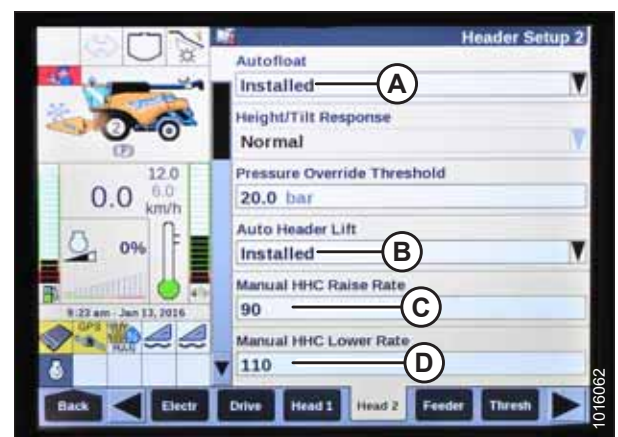 Header Setup 2
Autofloat
Installed
A
Height/Tilt Response
Normal
Pressure Override Threshold
20.0 bar
Auto Header Lift
Installed
B
Manual HHC Raise Rate
90
C
Manual HHC Lower Rate
110
D
2
(F)
12.0
0.0 6.0
km/h
0%
9:23 am - Jan 13, 2016
GPS
MAN
Back
Electr
Drive
Head 1
Head 2
Feeder
Thresh
1016062